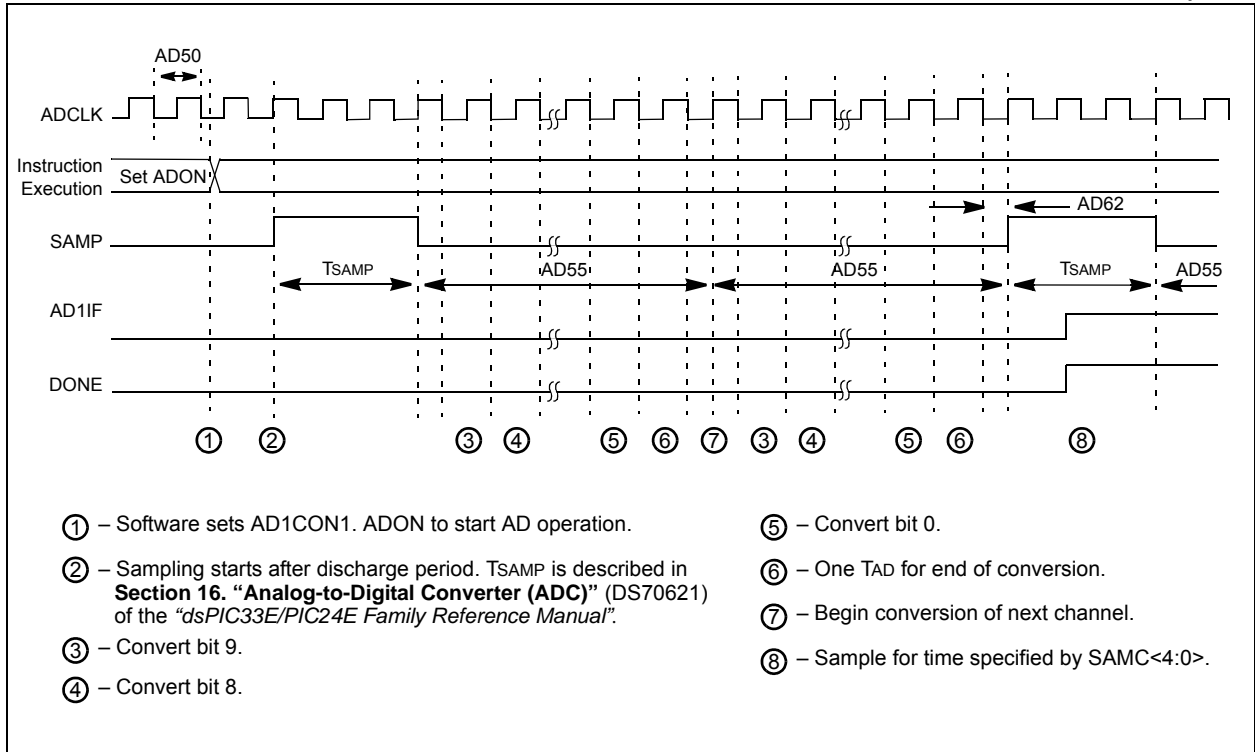 AD50
ADCLK
Instruction
Execution
Set ADON
AD62
SAMP
TSAMP
AD55
AD55
TSAMP
AD55
AD1IF
DONE
1 2 3 4 5 6 7 3 4 5 6 8
1 – Software sets AD1CON1. ADON to start AD operation.
2 – Sampling starts after discharge period. TSAMP is described in
Section 16. “Analog-to-Digital Converter (ADC)” (DS70621)
of the “dsPIC33E/PIC24E Family Reference Manual”.
3 – Convert bit 9.
4 – Convert bit 8.
5 – Convert bit 0.
6 – One TAD for end of conversion.
7 – Begin conversion of next channel.
8 – Sample for time specified by SAMC<4:0>.